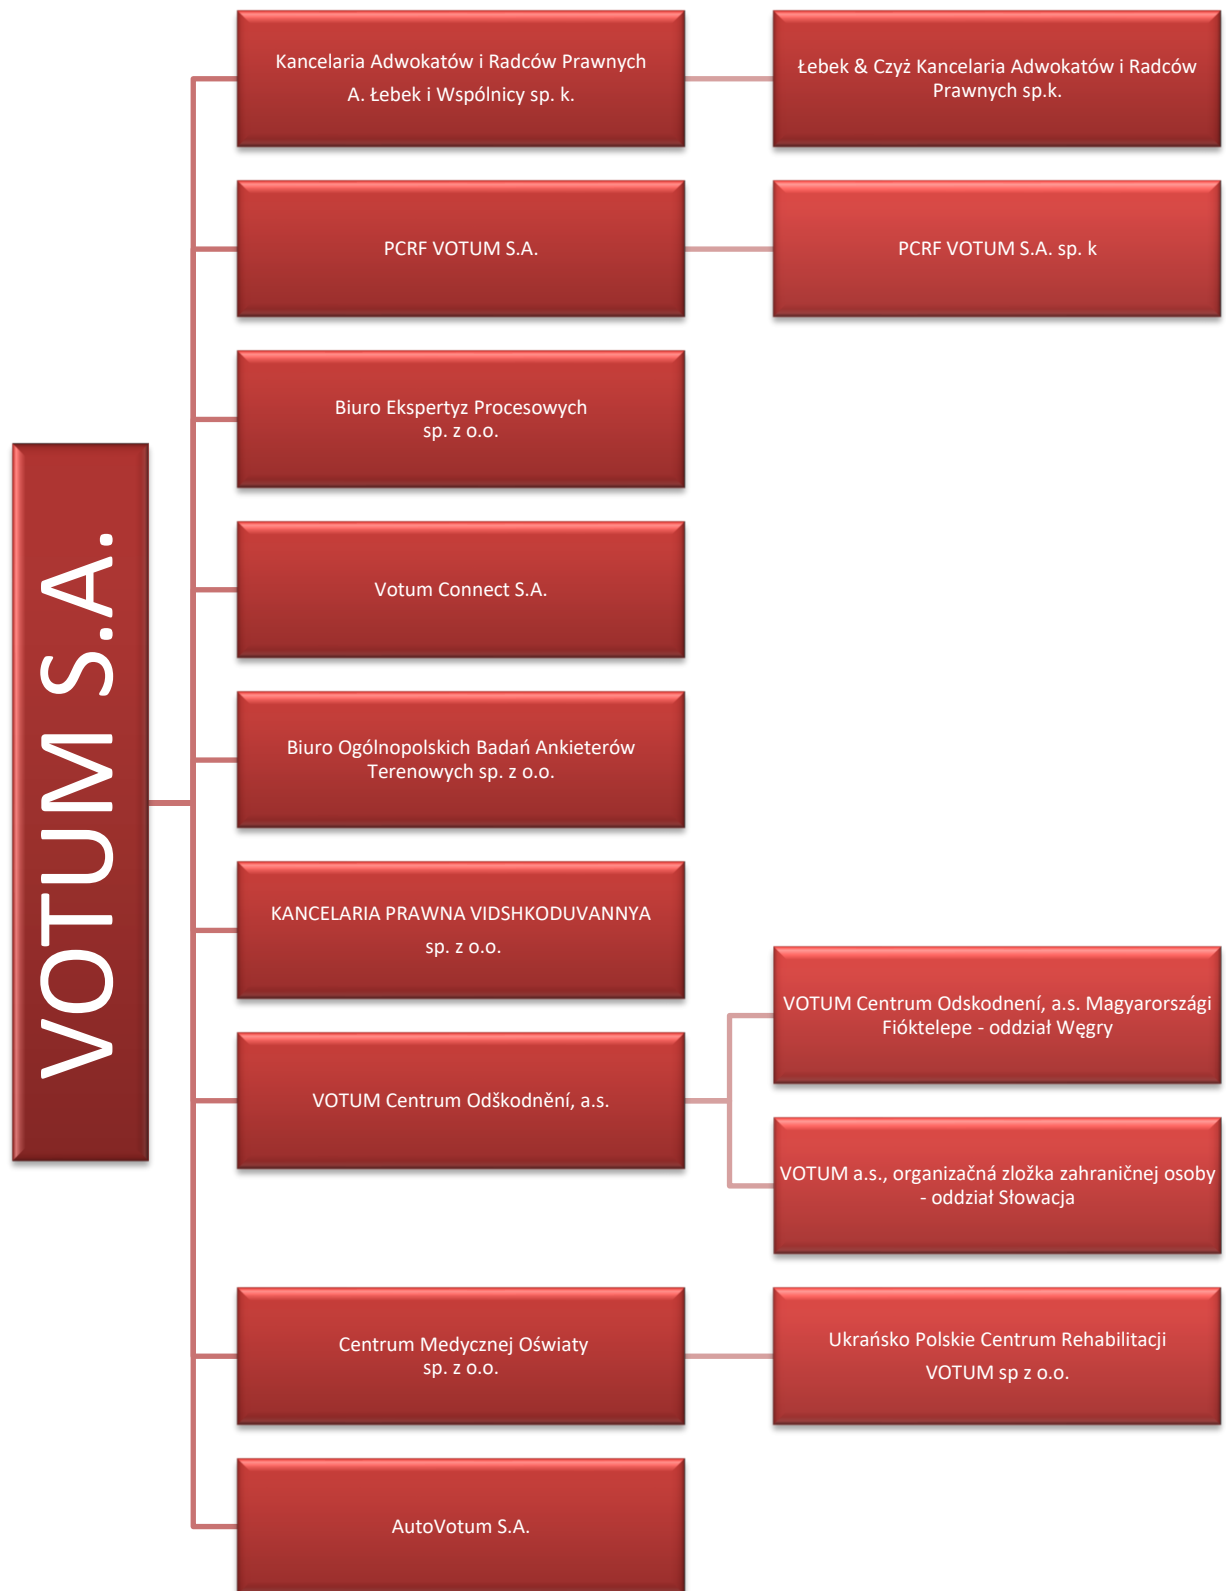 VOTUM S.A.
Kancelaria Adwokatów i Radców Prawnych
A. Łebek i Wspólnicy sp. k.
Łebek & Czyż Kancelaria Adwokatów i Radców
Prawnych sp.k.
PCRF VOTUM S.A.
PCRF VOTUM S.A. sp. k
Biuro Ekspertyz Procesowych
sp. z o.o.
Votum Connect S.A.
Biuro Ogólnopolskich Badań Ankieterów
Terenowych sp. z o.o.
KANCELARIA PRAWNA VIDSHKODUVANNYA
sp. z o.o.
VOTUM Centrum Odškodnění, a.s.
VOTUM Centrum Odskodnení, a.s. Magyarországi
Fióktelepe - oddział Węgry
VOTUM a.s., organizačná zložka zahraničnej osoby
- oddział Słowacja
Centrum Medycznej Oświaty
sp. z o.o.
Ukrańsko Polskie Centrum Rehabilitacji
VOTUM sp z o.o.
AutoVotum S.A.